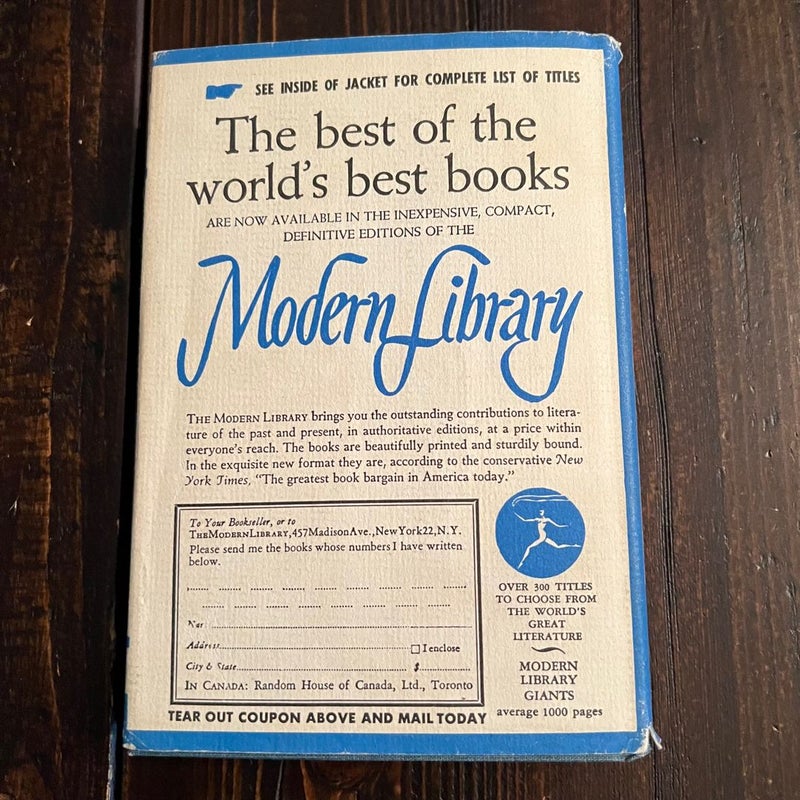 SEE INSIDE OF JACKET FOR COMPLETE LIST OF TITLES
The best of the
world's best books
ARE NOW AVAILABLE IN THE INEXPENSIVE, COMPACT,
DEFINITIVE EDITIONS OF THE
Modern Library
THE MODERN LIBRARY brings you the outstanding contributions to litera-
ture of the past and present, in authoritative editions, at a price within
everyone's reach. The books are beautifully printed and sturdily bound.
In the exquisite new format they are, according to the conservative New
York Times, "The greatest book bargain in America today."
To Your Bookseller, or to
THE MODERN LIBRARY, 457 Madison Ave., New York 22, N. Y.
Please send me the books whose numbers I have written
below.
Address
I enclose
City & State
$
IN CANADA: Random House of Canada, Ltd., Toronto
TEAR OUT COUPON ABOVE AND MAIL TODAY
OVER 300 TITLES
TO CHOOSE FROM
THE WORLD'S
GREAT
LITERATURE
MODERN
LIBRARY
GIANTS
average 1000 pages